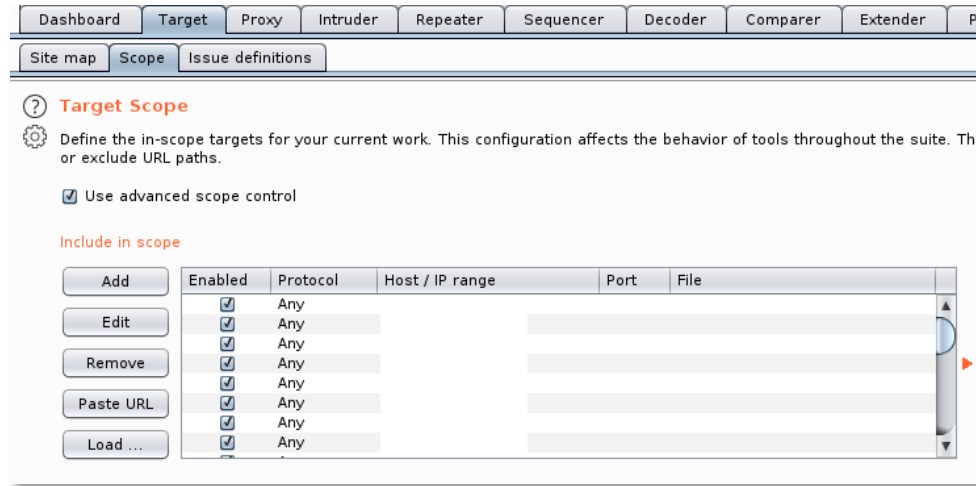 Dashboard Target Proxy Intruder Repeater Sequencer Decoder Comparer Extender P
Site map Scope Issue definitions
? Target Scope
Define the in-scope targets for your current work. This configuration affects the behavior of tools throughout the suite. Th
or exclude URL paths.
Use advanced scope control
Include in scope
Add
Edit
Remove
Paste URL
Load ...
Enabled Protocol Host / IP range Port File
Any
Any
Any
Any
Any
Any
Any
Any